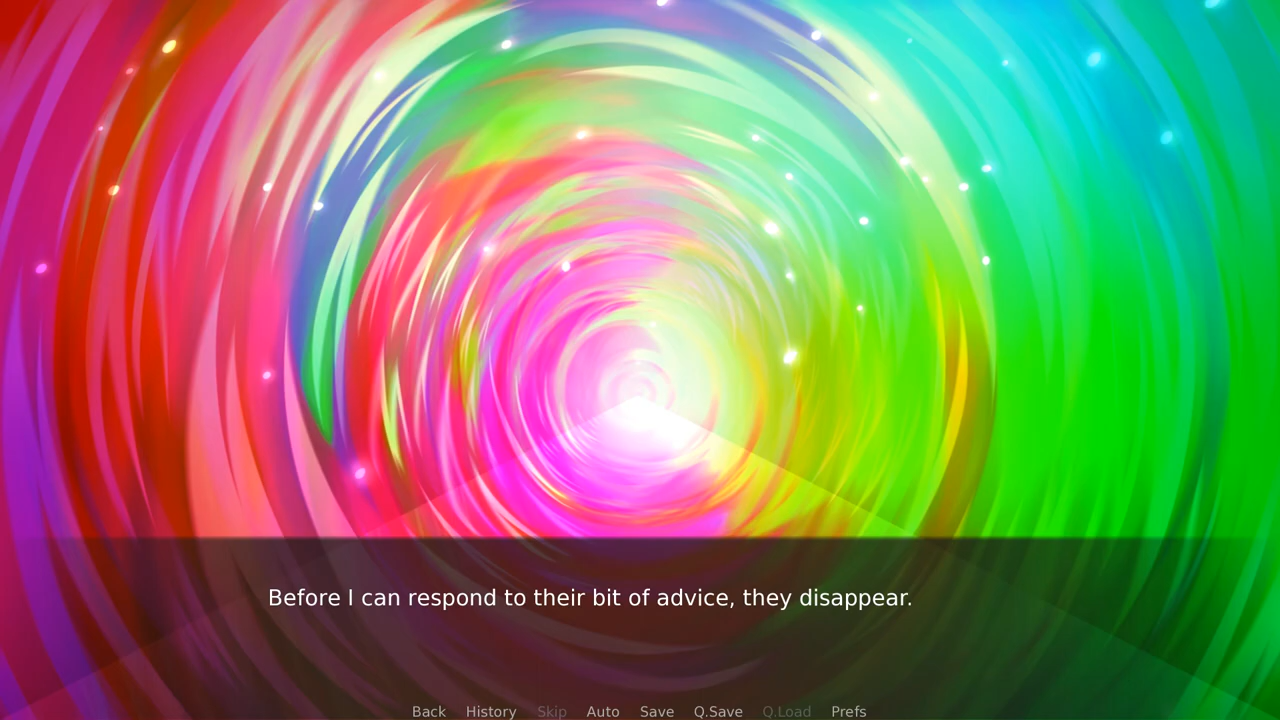 Before I can respond to their bit of advice, they disappear.
Back History Skip Auto Save Q.Save Q.Load Prefs